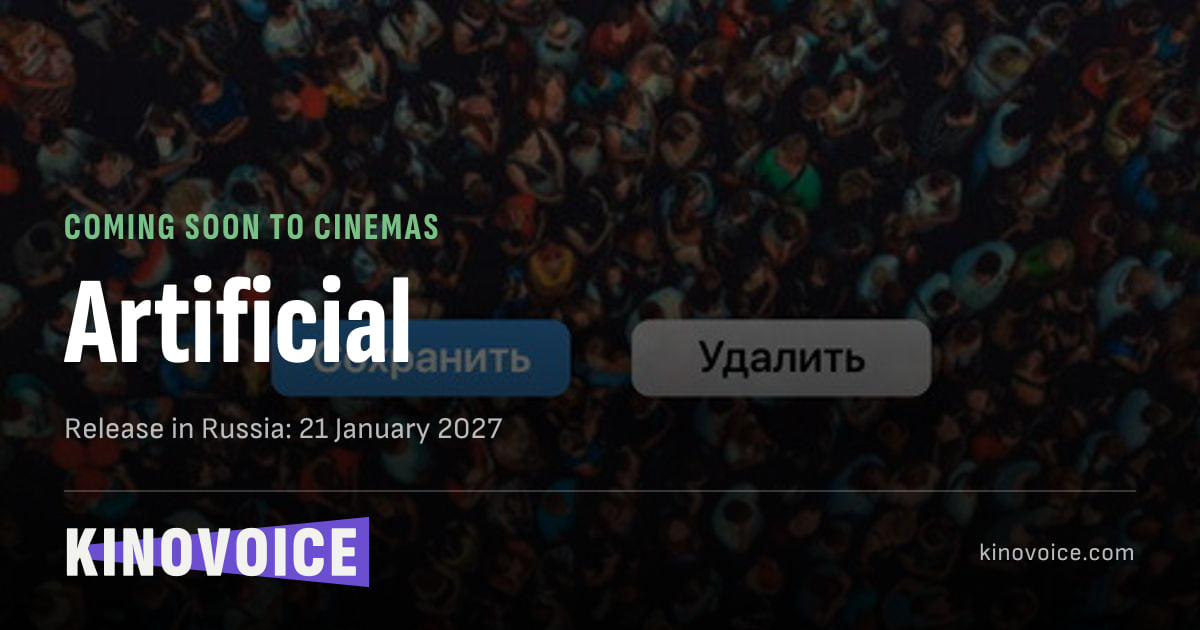 COMING SOON TO CINEMAS
Artificial
Сохранить
Удалить
Release in Russia: 21 January 2027
KINOVOICE
kinovoice.com